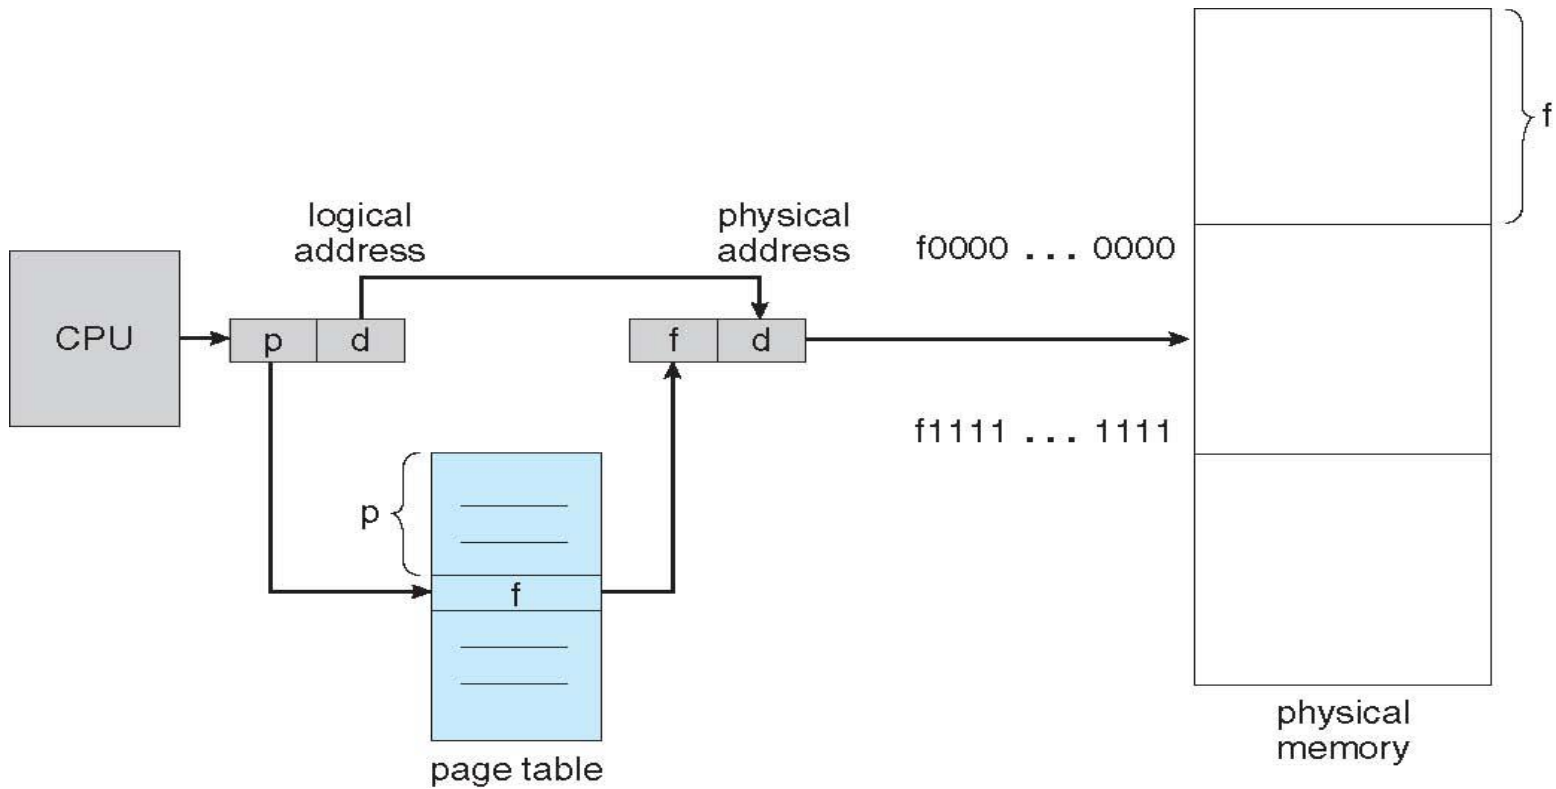 f
logical
address
physical
address
f0000 ... 0000
CPU
p d
f d
f1111 ... 1111
p
f
physical
memory
page table